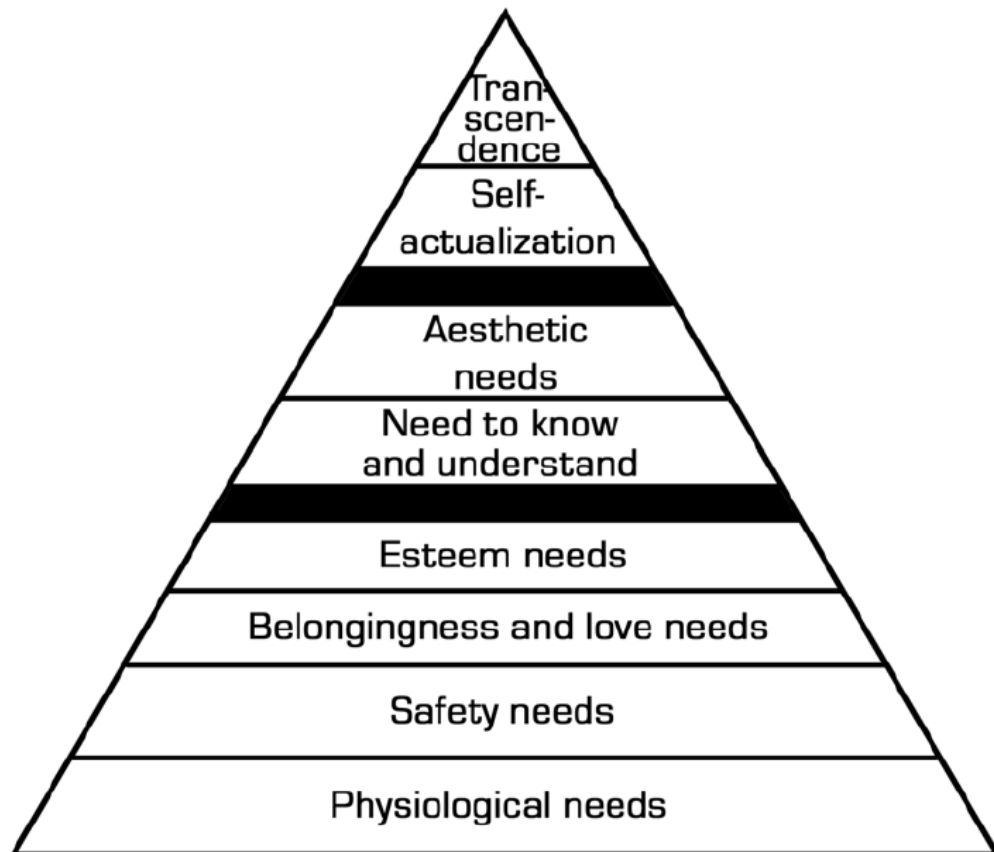 Tran-
scen-
dence
Self-
actualization
Aesthetic
needs
Need to know
and understand
Esteem needs
Belongingness and love needs
Safety needs
Physiological needs